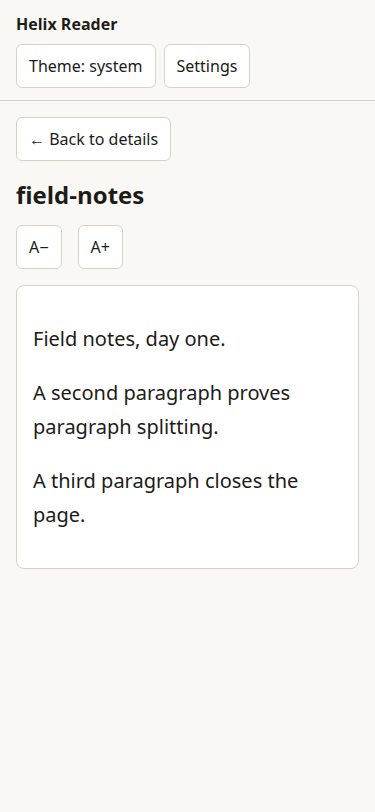 Helix Reader
Theme: system
Settings
← Back to details
field-notes
A−
A+
Field notes, day one.
A second paragraph proves
paragraph splitting.
A third paragraph closes the
page.